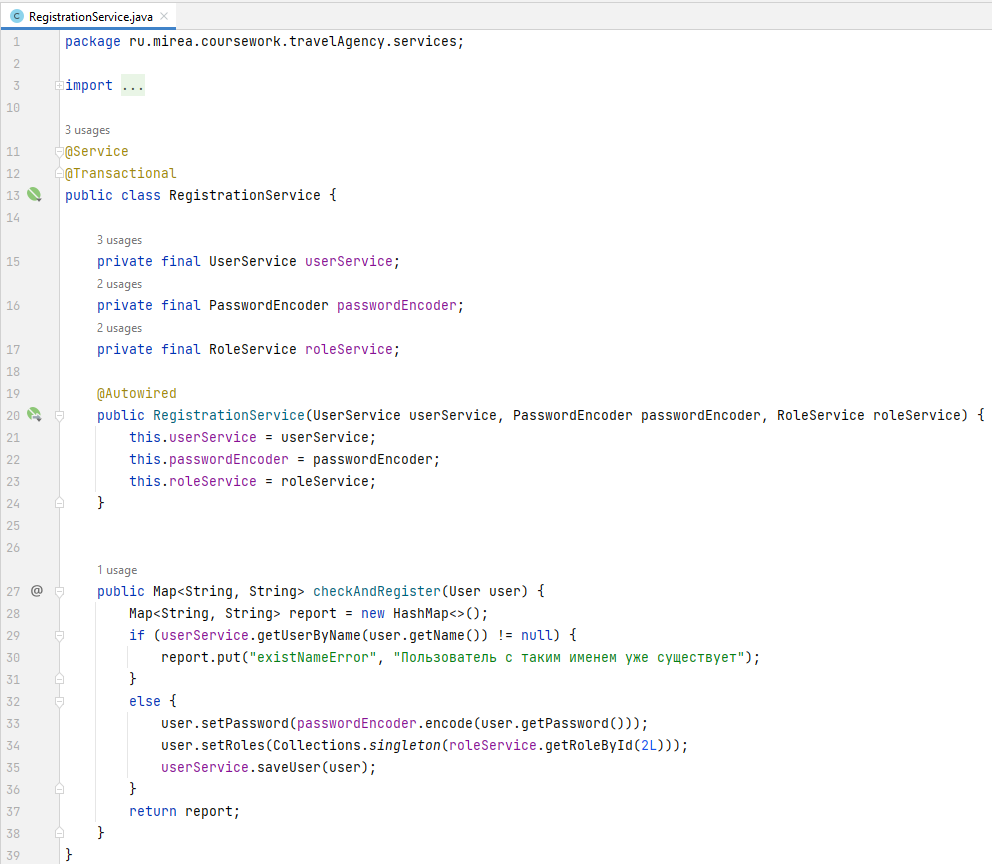 RegistrationService.java
1 package ru.mirea.coursework.travelAgency.services;
2
3 import ...
10
3 usages
11 @Service
12 @Transactional
13 public class RegistrationService {
14
3 usages
15 private final UserService userService;
2 usages
16 private final PasswordEncoder passwordEncoder;
2 usages
17 private final RoleService roleService;
18
19 @Autowired
20 public RegistrationService(UserService userService, PasswordEncoder passwordEncoder, RoleService roleService) {
21 this.userService = userService;
22 this.passwordEncoder = passwordEncoder;
23 this.roleService = roleService;
24 }
25
26
1 usage
27 @ public Map<String, String> checkAndRegister(User user) {
28 Map<String, String> report = new HashMap<>();
29 if (userService.getUserByName(user.getName()) != null) {
30 report.put("existNameError", "Пользователь с таким именем уже существует");
31 }
32 else {
33 user.setPassword(passwordEncoder.encode(user.getPassword()));
34 user.setRoles(Collections.singleton(roleService.getRoleById(2L)));
35 userService.saveUser(user);
36 }
37 return report;
38 }
39 }